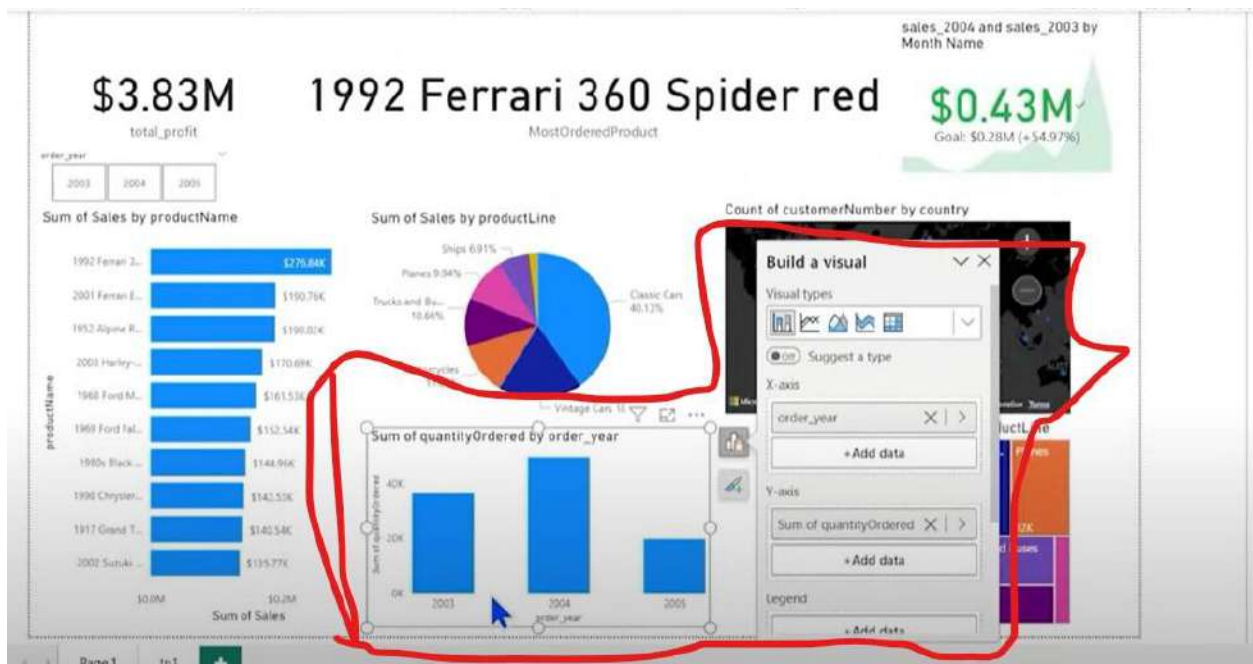 sales_2004 and sales_2003 by
Month Name
$3.83M
total_profit
1992 Ferrari 360 Spider red
MostOrderedProduct
$0.43M
Goal: $0.28M (+54.97%)
order_year
2003 2004 2005
Sum of Sales by productName
productName
1992 Ferrari 3...
$276.84K
2001 Ferrari E...
$190.76K
1952 Alpine R...
$190.02K
2003 Harley-...
$170.69K
1968 Ford M...
$161.53K
1969 Ford Fal...
$152.54K
1980s Black ...
$144.96K
1998 Chrysler...
$142.53K
1917 Grand T...
$140.54K
2002 Suzuki ...
$135.77K
$0.0M $0.2M
Sum of Sales
Sum of Sales by productLine
Ships 6.91%
Planes 9.94%
Trucks and Bu...
10.66%
Classic Cars
40.12%
Vintage Cars
Count of customerNumber by country
Terms
Build a visual
Visual types
Off Suggest a type
X-axis
order_year
+Add data
Y-axis
Sum of quantityOrdered
+Add data
Legend
+Add data
Sum of quantityOrdered by order_year
Sum of quantityOrdered
40K
20K
0K
2003 2004 2005
order_year
Planes
Page1 tp1 +